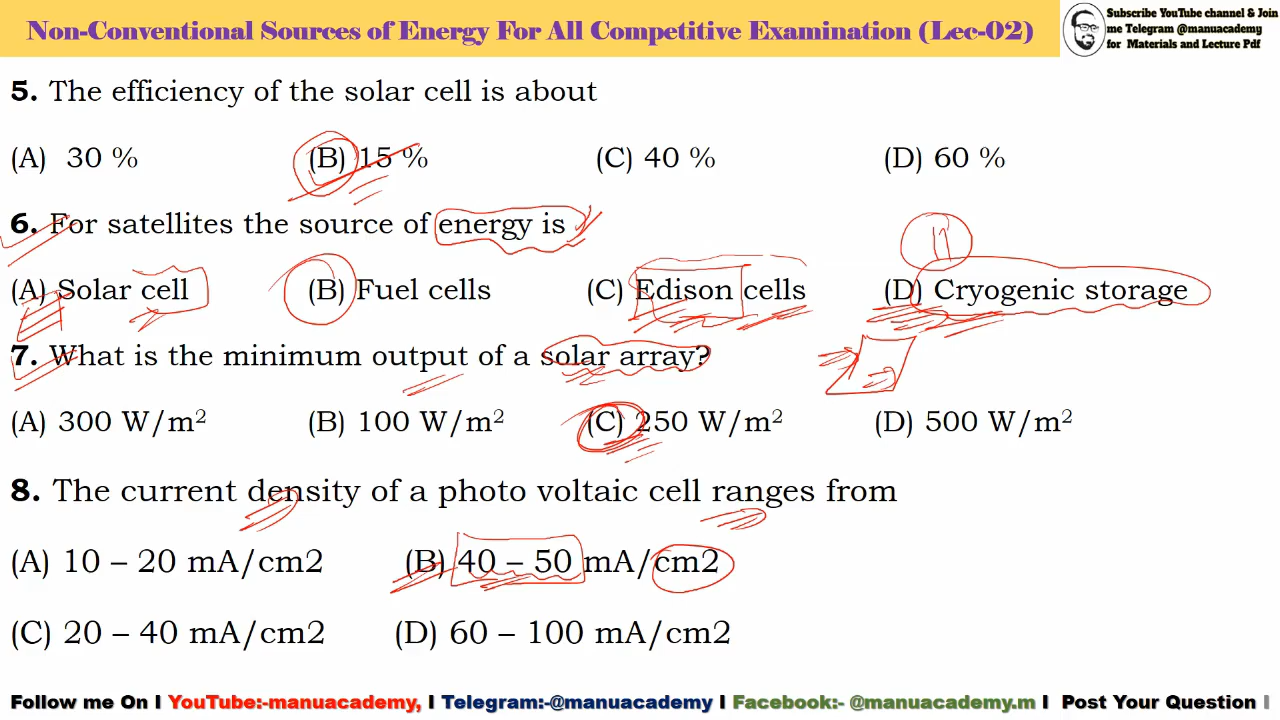 Non-Conventional Sources of Energy For All Competitive Examination (Lec-02)
Subscribe YouTube channel & Join
me Telegram @manuacademy
for Materials and Lecture Pdf
5. The efficiency of the solar cell is about
(A) 30 % (B) 15 % (C) 40 % (D) 60 %
6. For satellites the source of energy is
(A) Solar cell (B) Fuel cells (C) Edison cells (D) Cryogenic storage
7. What is the minimum output of a solar array?
(A) 300 W/m² (B) 100 W/m² (C) 250 W/m² (D) 500 W/m²
8. The current density of a photo voltaic cell ranges from
(A) 10 – 20 mA/cm2 (B) 40 – 50 mA/cm2
(C) 20 – 40 mA/cm2 (D) 60 – 100 mA/cm2
Follow me On I YouTube:-manuacademy, I Telegram:-@manuacademy I Facebook:- @manuacademy.m I Post Your Question I